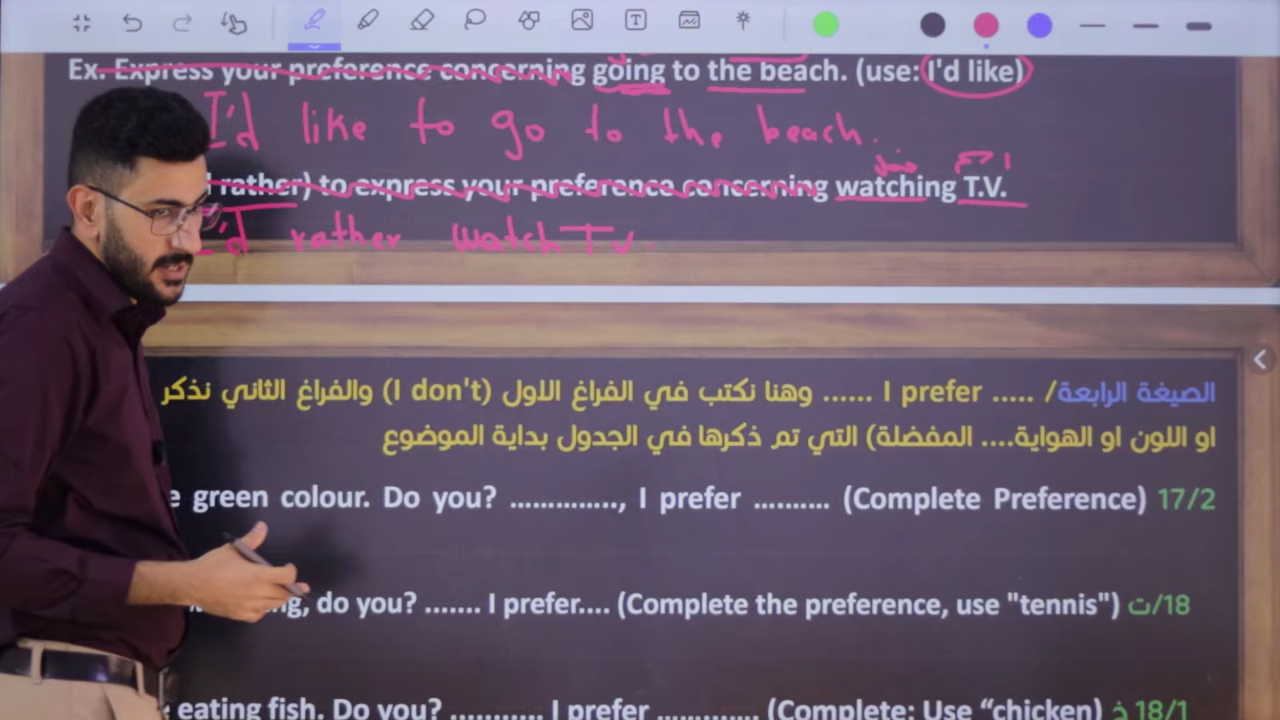 Ex. Express your preference concerning going to the beach. (use: I'd like)
I'd like to go to the beach.
rather) to express your preference concerning watching T.V.
I'd rather watch Tv.
الصيغة الرابعة/ ..... I prefer ...... وهنا نكتب في الفراغ الاول (I don't) والفراغ الثاني نذكر
او اللون او الهواية.... المفضلة) التي تم ذكرها في الجدول بداية الموضوع
green colour. Do you? .............., I prefer .......... (Complete Preference) 17/2
do you? ....... I prefer.... (Complete the preference, use "tennis") 18/ت
eating fish. Do you? ........... I prefer ............. (Complete: Use “chicken) 18/1 خ